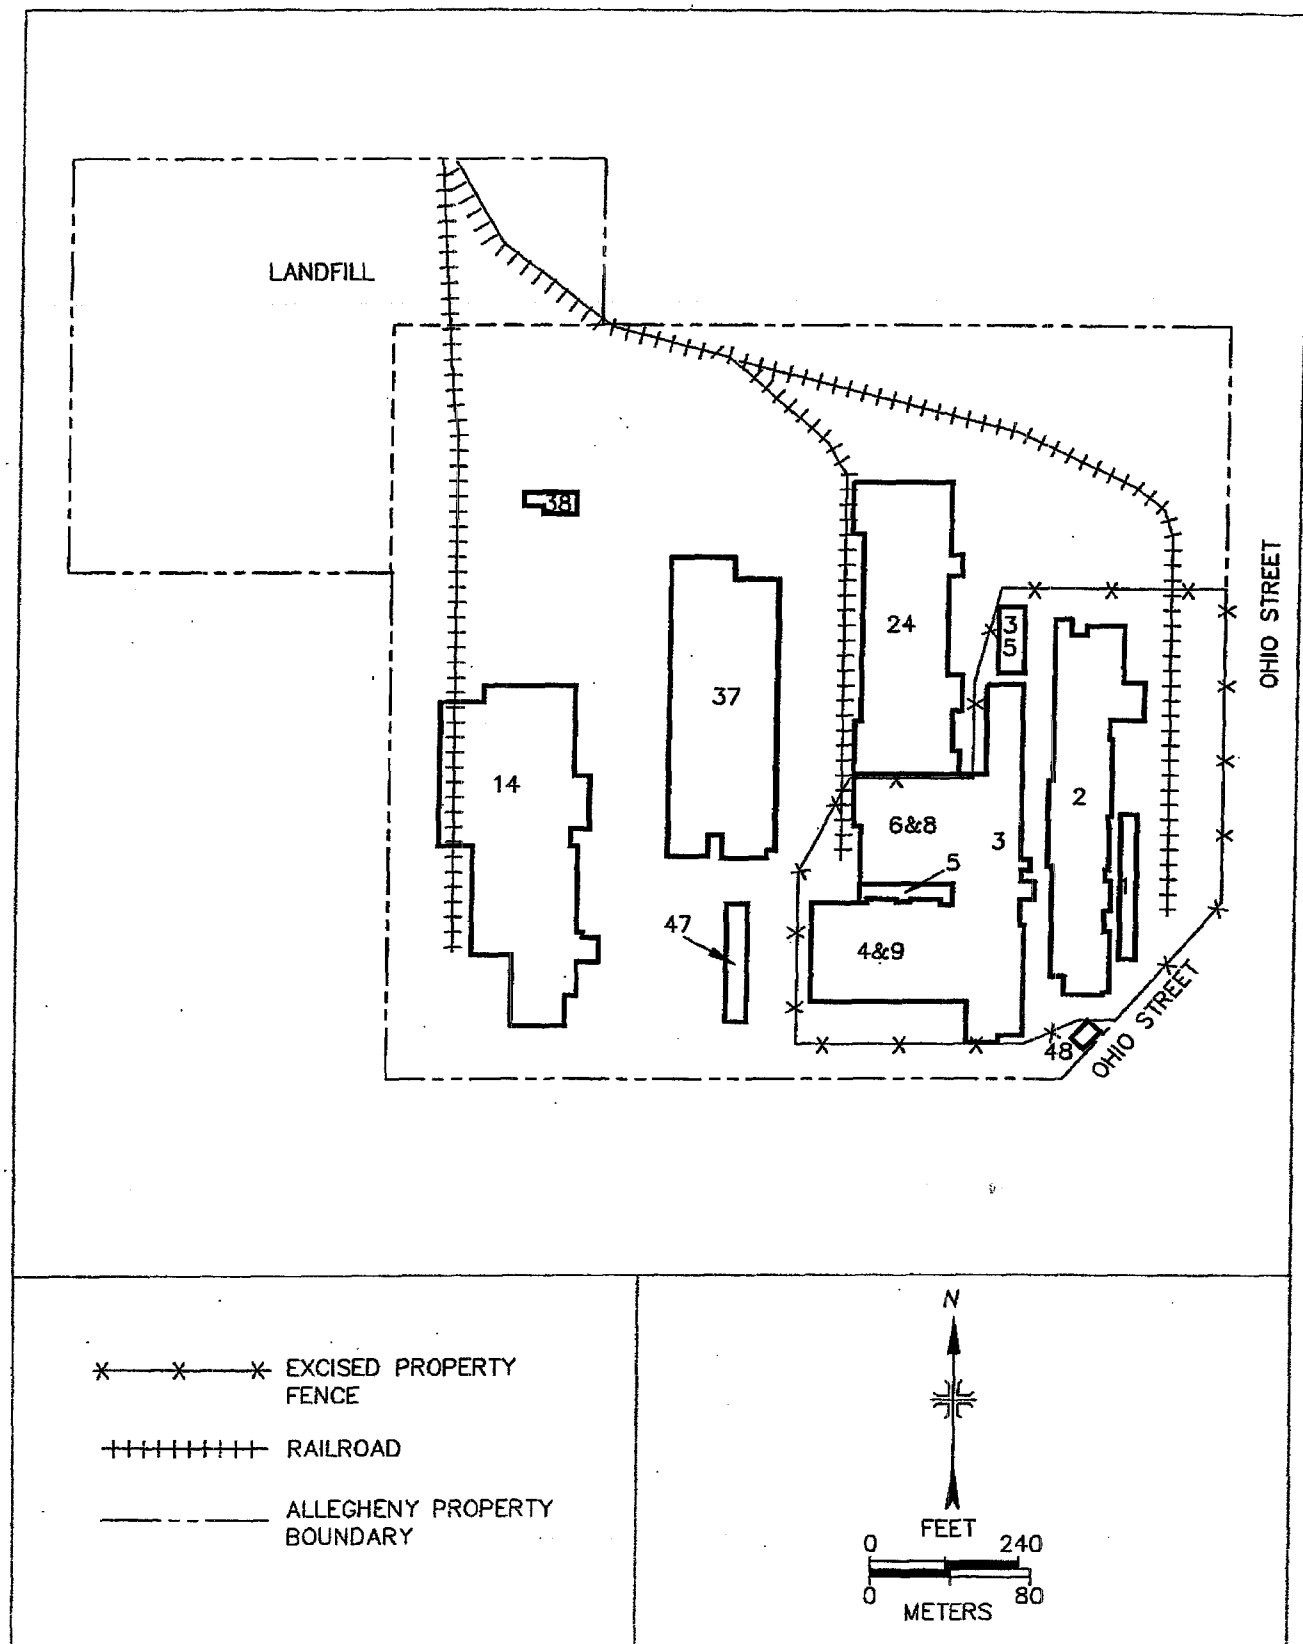 LANDFILL
38
OHIO STREET
24
3
5
37
14
2
6&8
3
5
1
47
4&9
48
OHIO STREET
N
EXCISED PROPERTY
FENCE
RAILROAD
ALLEGHENY PROPERTY
BOUNDARY
FEET
0 240
0 80
METERS